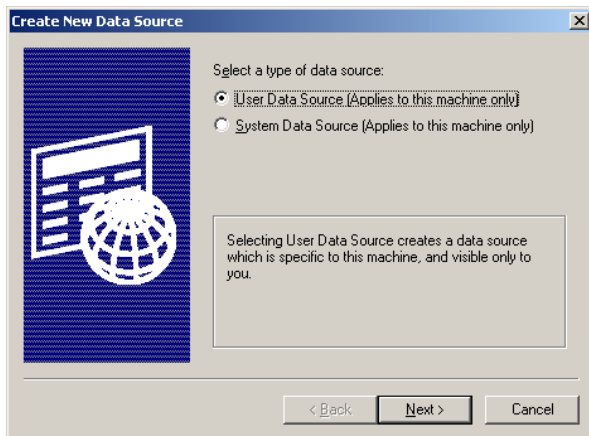 Create New Data Source
Select a type of data source:
User Data Source (Applies to this machine only)
System Data Source (Applies to this machine only)
Selecting User Data Source creates a data source
which is specific to this machine, and visible only to
you.
< Back
Next >
Cancel